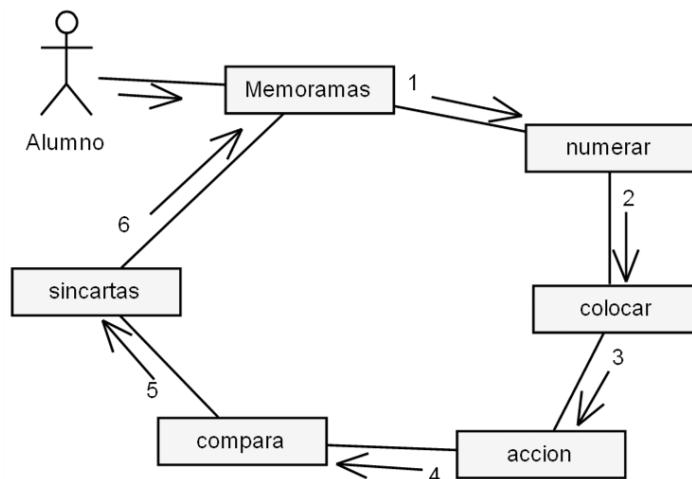 Alumno
Memoramas
1
numerar
2
colocar
3
accion
4
compara
5
sincartas
6